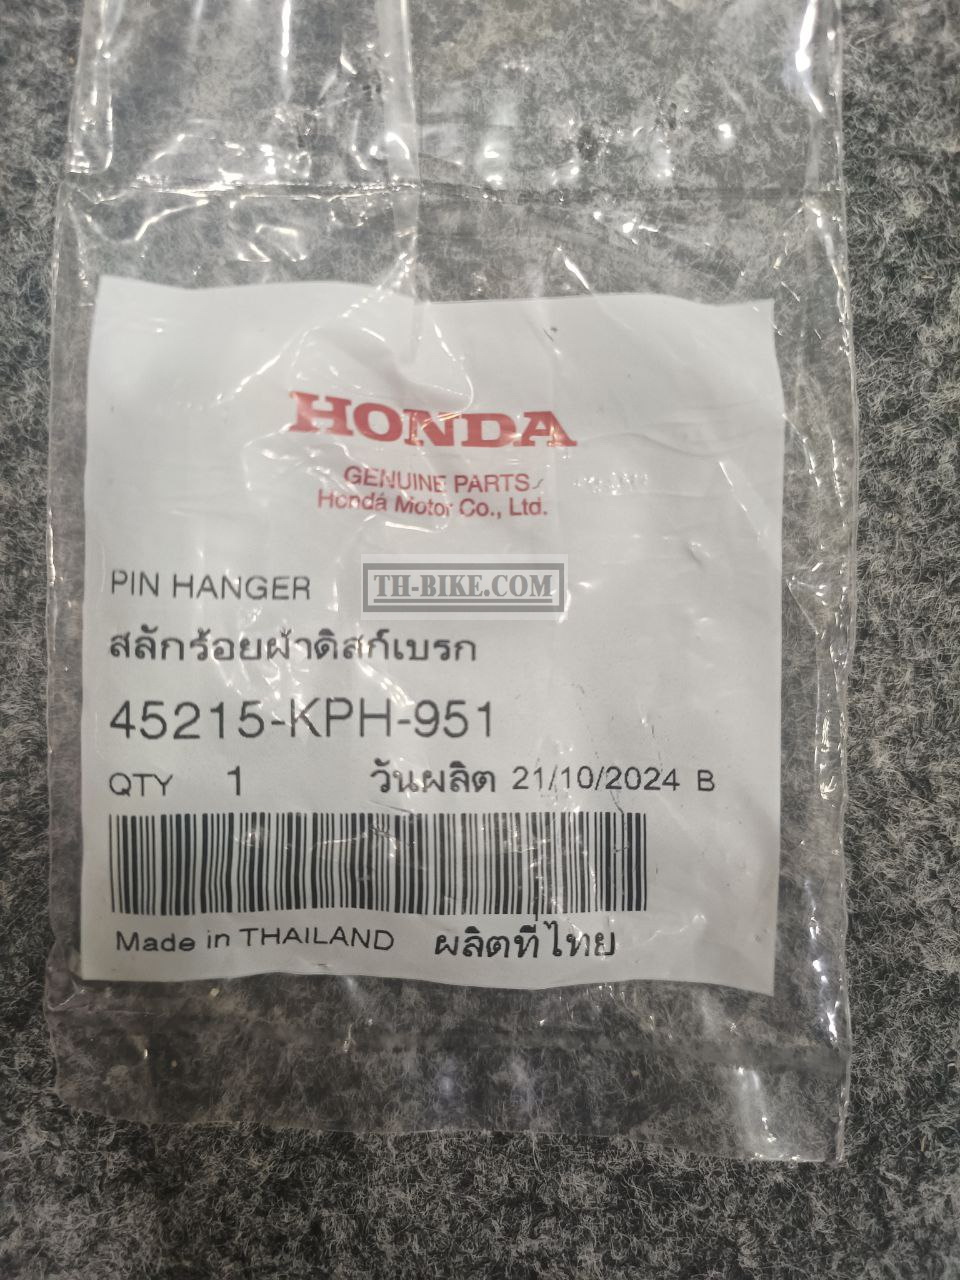 HONDA
GENUINE PARTS
Honda Motor Co., Ltd.
PIN HANGER
TH-BIKE.COM
สลักร้อยผ้าดิสก์เบรก
45215-KPH-951
QTY 1 วันผลิต 21/10/2024 B
Made in THAILAND ผลิตที่ไทย